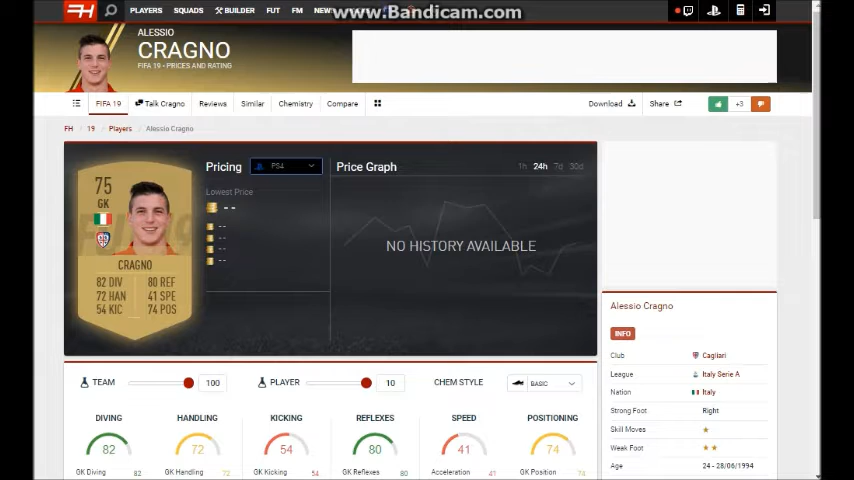 www.Bandicam.com
PLAYERS SQUADS BUILDER FUT FM NEW
ALESSIO
CRAGNO
FIFA 19 - PRICES AND RATING
FIFA 19 Talk Cragno Reviews Similar Chemistry Compare Download Share +3
FH / 19 / Players / Alessio Cragno
Pricing PS4 Price Graph 1h 24h 7d 30d
Lowest Price
- -
--
--
--
--
NO HISTORY AVAILABLE
75
GK
CRAGNO
82 DIV 80 REF
72 HAN 41 SPE
54 KIC 74 POS
Alessio Cragno
INFO
Club Cagliari
League Italy Serie A
Nation Italy
Strong Foot Right
Skill Moves
Weak Foot
Age 24 - 28/06/1994
TEAM 100 PLAYER 10 CHEM STYLE BASIC
DIVING HANDLING KICKING REFLEXES SPEED POSITIONING
82 72 54 80 41 74
GK Diving 82 GK Handling 72 GK Kicking 54 GK Reflexes 80 Acceleration 41 GK Position 74